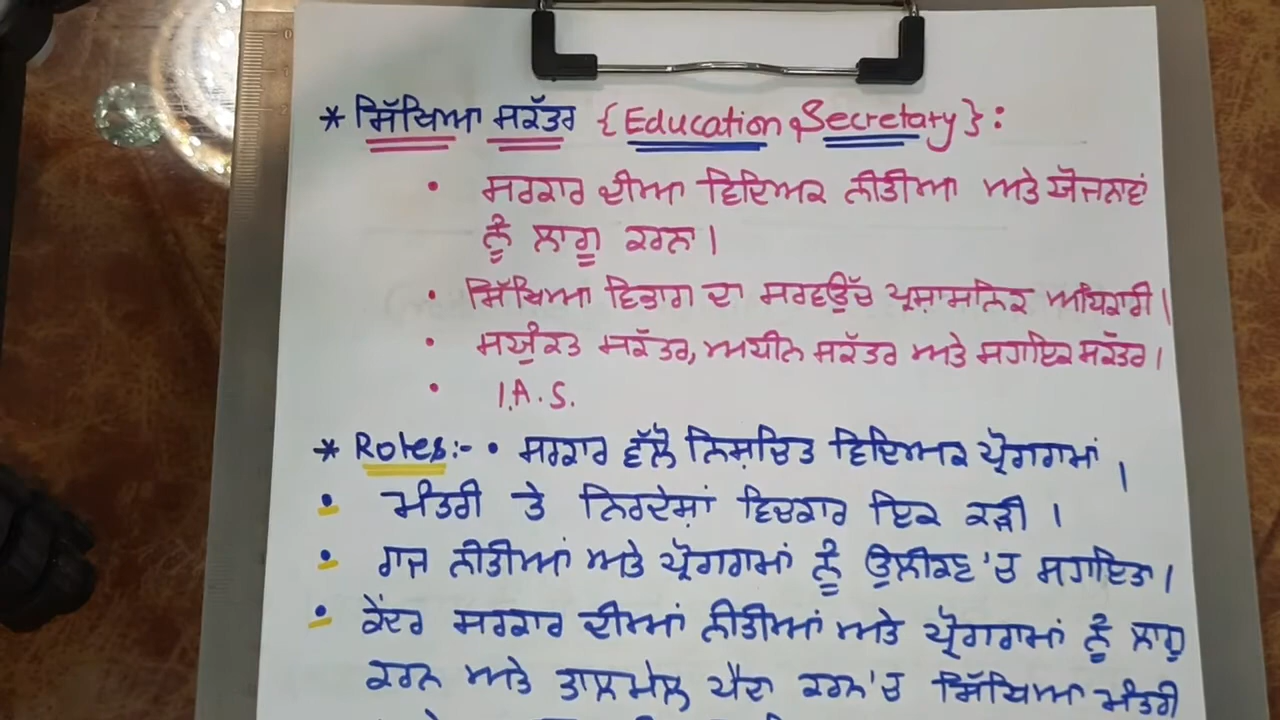 * ਸਿੱਖਿਆ ਸਕੱਤਰ {Education Secretary}:
• ਸਰਕਾਰ ਦੀਆ ਵਿਦਿਅਕ ਨੀਤੀਆ ਅਤੇ ਯੋਜਨਾਵਾਂ
ਨੂੰ ਲਾਗੂ ਕਰਨਾ।
• ਸਿੱਖਿਆ ਵਿਭਾਗ ਦਾ ਸਰਵਉੱਚ ਪ੍ਰਸ਼ਾਸਨਿਕ ਅਧਿਕਾਰੀ।
• ਸਯੁੰਕਤ ਸਕੱਤਰ, ਅਧੀਨ ਸਕੱਤਰ ਅਤੇ ਸਹਾਇਕ ਸਕੱਤਰ।
• I.A.S.
* Roles:- • ਸਰਕਾਰ ਵੱਲੋਂ ਨਿਸ਼ਚਿਤ ਵਿਦਿਅਕ ਪ੍ਰੋਗਰਾਮਾਂ ।
• ਮੰਤਰੀ ਤੇ ਨਿਰਦੇਸ਼ਾਂ ਵਿਚਕਾਰ ਇਕ ਕੜੀ ।
• ਰਾਜ ਨੀਤੀਆਂ ਅਤੇ ਪ੍ਰੋਗਰਾਮਾਂ ਨੂੰ ਉਲੀਕਣ 'ਚ ਸਹਾਇਤਾ।
• ਕੇਂਦਰ ਸਰਕਾਰ ਦੀਆਂ ਨੀਤੀਆਂ ਅਤੇ ਪ੍ਰੋਗਰਾਮਾਂ ਨੂੰ ਲਾਗੂ
ਕਰਨ ਅਤੇ ਤਾਲਮੇਲ ਪੈਦਾ ਕਰਨ 'ਚ ਸਿੱਖਿਆ ਮੰਤਰੀ